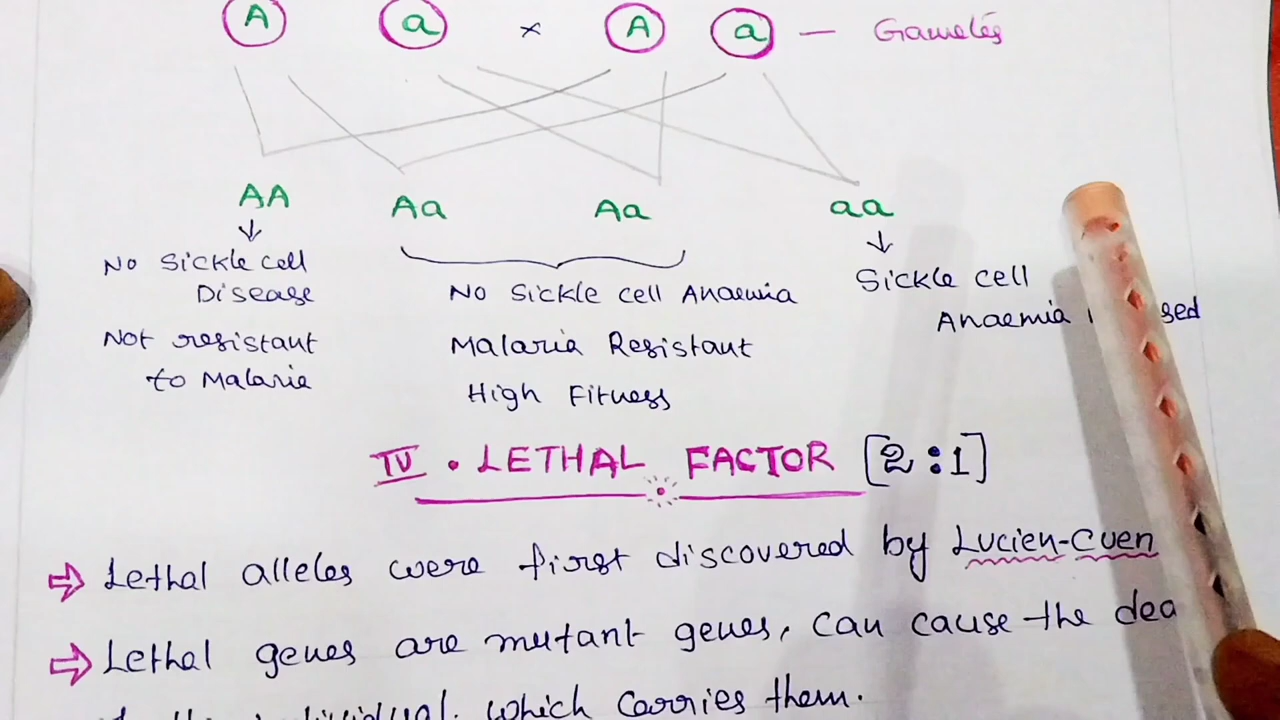 A a × A a — Gametes
AA Aa Aa aa
No Sickle cell
Disease
Not resistant
to Malaria
No Sickle cell Anaemia
Malaria Resistant
High Fitness
Sickle cell
Anaemia
IV . LETHAL FACTOR [2:1]
⇒ Lethal alleles were first discovered by Lucien-Cuen
⇒ Lethal genes are mutant genes, can cause the dea
which carries them.